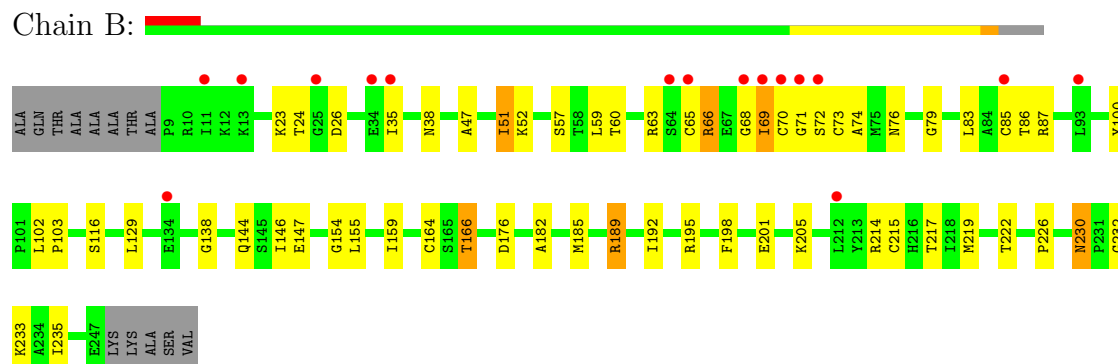 Chain B:
ALA GLN THR ALA ALA ALA THR ALA P9 R10 I11 K12 K13 K23 T24 G25 D26 E34 I35 N38 A47 I51 K52 S57 T58 L59 T60 R63 S64 C65 R66 E67 G68 I69 C70 G71 S72 C73 A74 M75 N76 G79 L83 A84 C85 T86 R87 L93 Y100
P101 L102 P103 S116 L129 E134 G138 Q144 S145 I146 E147 G154 L155 I159 C164 S165 T166 D176 A182 M185 R189 I192 R195 F198 E201 K205 L212 Y213 R214 C215 H216 T217 I218 M219 T222 P226 N230 P231
K233 A234 I235 E247 LYS LYS ALA SER VAL